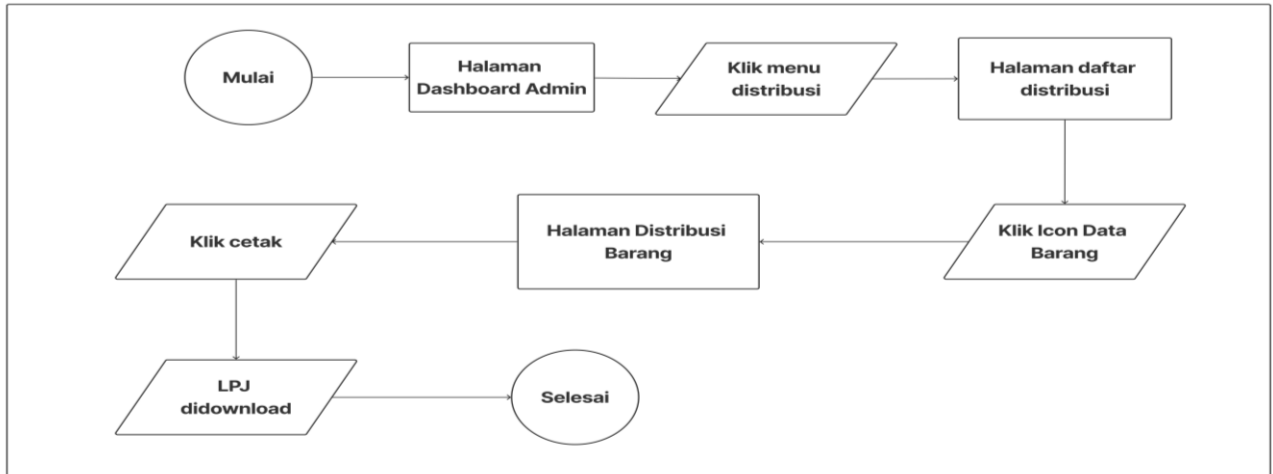 Mulai
Halaman
Dashboard Admin
Klik menu
distribusi
Halaman daftar
distribusi
Klik Icon Data
Barang
Halaman Distribusi
Barang
Klik cetak
LPJ
didownload
Selesai